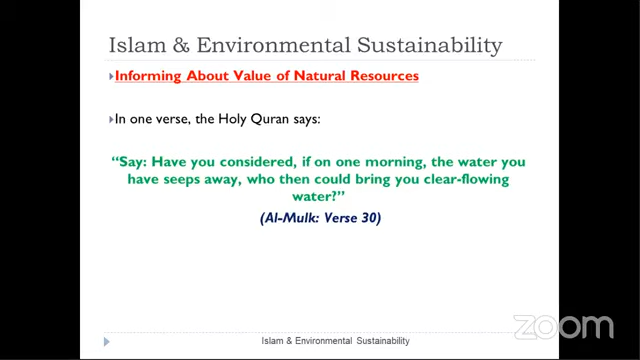 Islam & Environmental Sustainability
Informing About Value of Natural Resources
In one verse, the Holy Quran says:
“Say: Have you considered, if on one morning, the water you
have seeps away, who then could bring you clear-flowing
water?”
(Al-Mulk: Verse 30)
zoom
Islam & Environmental Sustainability